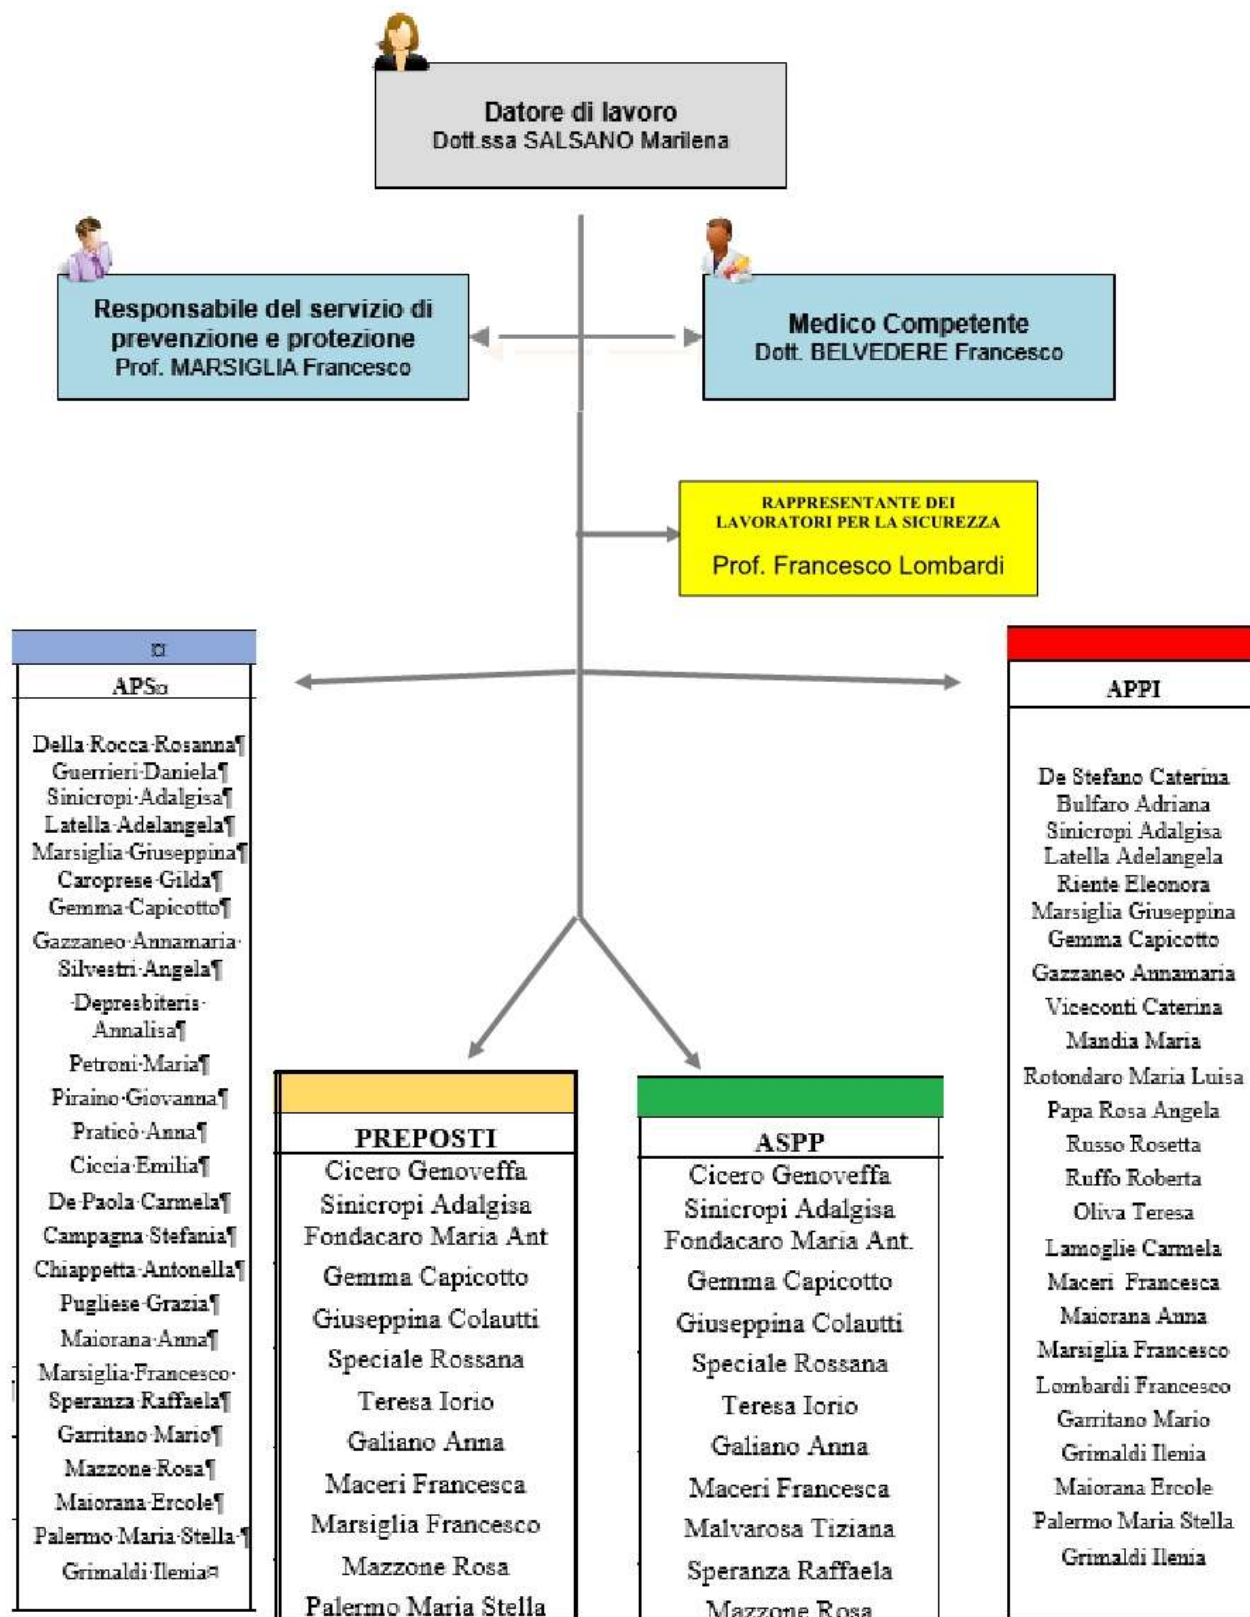 Datore di lavoro
Dott.ssa SALSANO Marilena
Responsabile del servizio di
prevenzione e protezione
Prof. MARSIGLIA Francesco
Medico Competente
Dott. BELVEDERE Francesco
RAPPRESENTANTE DEI
LAVORATORI PER LA SICUREZZA
Prof. Francesco Lombardi
¤
APS¤
Della·Rocca·Rosanna¶
Guerrieri·Daniela¶
Sinicropi·Adalgisa¶
Latella·Adelangela¶
Marsiglia·Giuseppina¶
Caroprese·Gilda¶
Gemma·Capicotto¶
Gazzaneo·Annamaria·
Silvestri·Angela¶
·Depresbiteris·
Annalisa¶
Petroni·Maria¶
Piraino·Giovanna¶
Praticò·Anna¶
Ciccia·Emilia¶
De·Paola·Carmela¶
Campagna·Stefania¶
Chiappetta·Antonella¶
Pugliese·Grazia¶
Maiorana·Anna¶
Marsiglia·Francesco·
Speranza·Raffaela¶
Garritano·Mario¶
Mazzone·Rosa¶
Maiorana·Ercole¶
Palermo·Maria·Stella·¶
Grimaldi·Ilenia¤
PREPOSTI
Cicero Genoveffa
Sinicropi Adalgisa
Fondacaro Maria Ant
Gemma Capicotto
Giuseppina Colautti
Speciale Rossana
Teresa Iorio
Galiano Anna
Maceri Francesca
Marsiglia Francesco
Mazzone Rosa
Palermo Maria Stella
ASPP
Cicero Genoveffa
Sinicropi Adalgisa
Fondacaro Maria Ant.
Gemma Capicotto
Giuseppina Colautti
Speciale Rossana
Teresa Iorio
Galiano Anna
Maceri Francesca
Malvarosa Tiziana
Speranza Raffaela
Mazzone Rosa
APPI
De Stefano Caterina
Bulfaro Adriana
Sinicropi Adalgisa
Latella Adelangela
Riente Eleonora
Marsiglia Giuseppina
Gemma Capicotto
Gazzaneo Annamaria
Viceconti Caterina
Mandia Maria
Rotondaro Maria Luisa
Papa Rosa Angela
Russo Rosetta
Ruffo Roberta
Oliva Teresa
Lamoglie Carmela
Maceri Francesca
Maiorana Anna
Marsiglia Francesco
Lombardi Francesco
Garritano Mario
Grimaldi Ilenia
Maiorana Ercole
Palermo Maria Stella
Grimaldi Ilenia